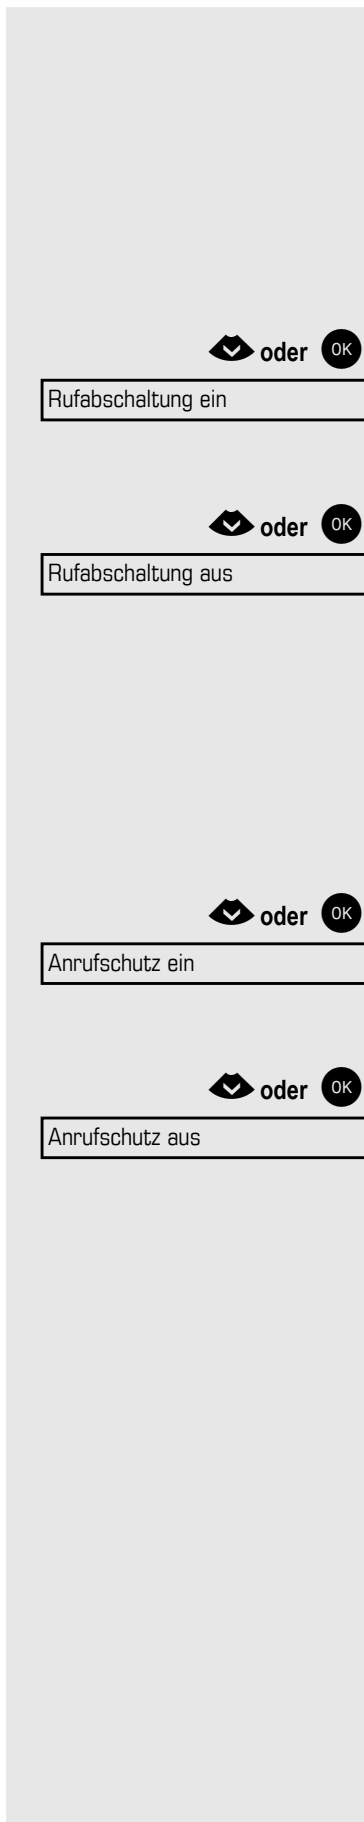 oder OK
Rufabschaltung ein
oder OK
Rufabschaltung aus
oder OK
Anrufschutz ein
oder OK
Anrufschutz aus